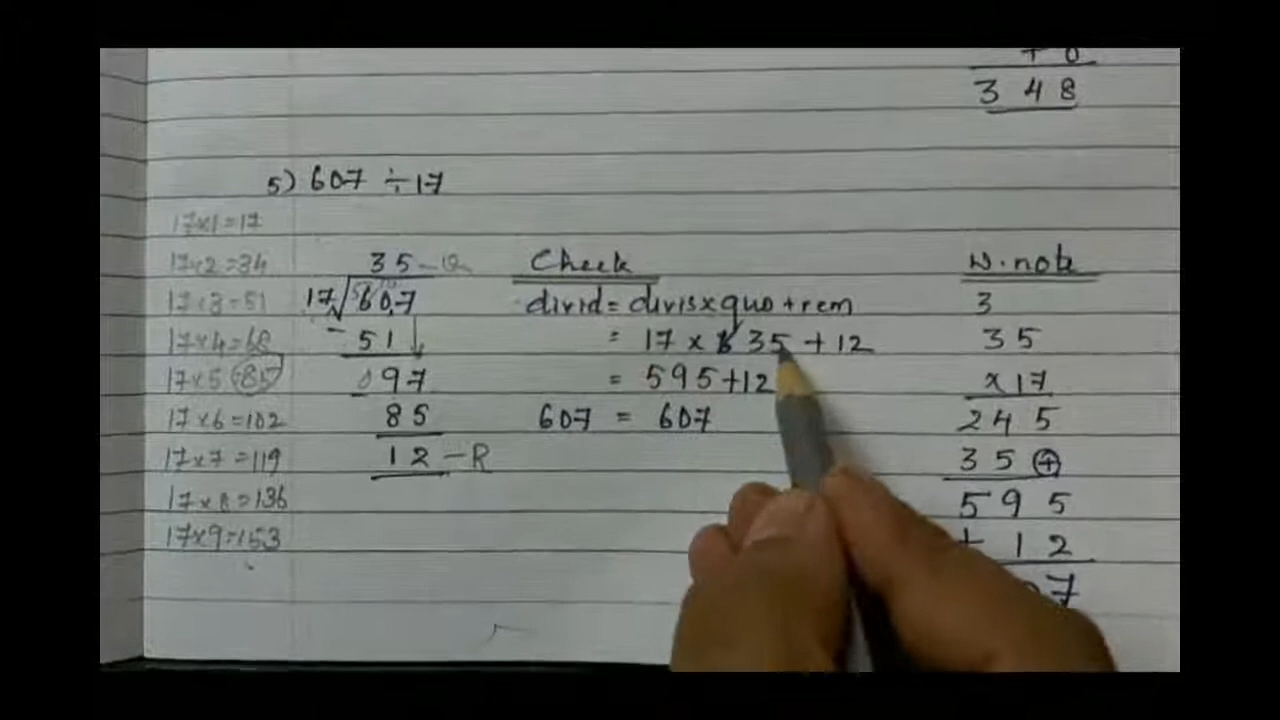 + 0
3 4 8
5) 607 ÷ 17
17×1=17
17×2=34
17×3=51
17×4=68
17×5=85
17×6=102
17×7=119
17×8=136
17×9=153
35 – Q
17√607
- 51
097
85
12 – R
Check
divid = divis × quo + rem
= 17 × 35 + 12
= 595 + 12
607 = 607
W. note
3
35
×17
245
35+
595
+ 12
7